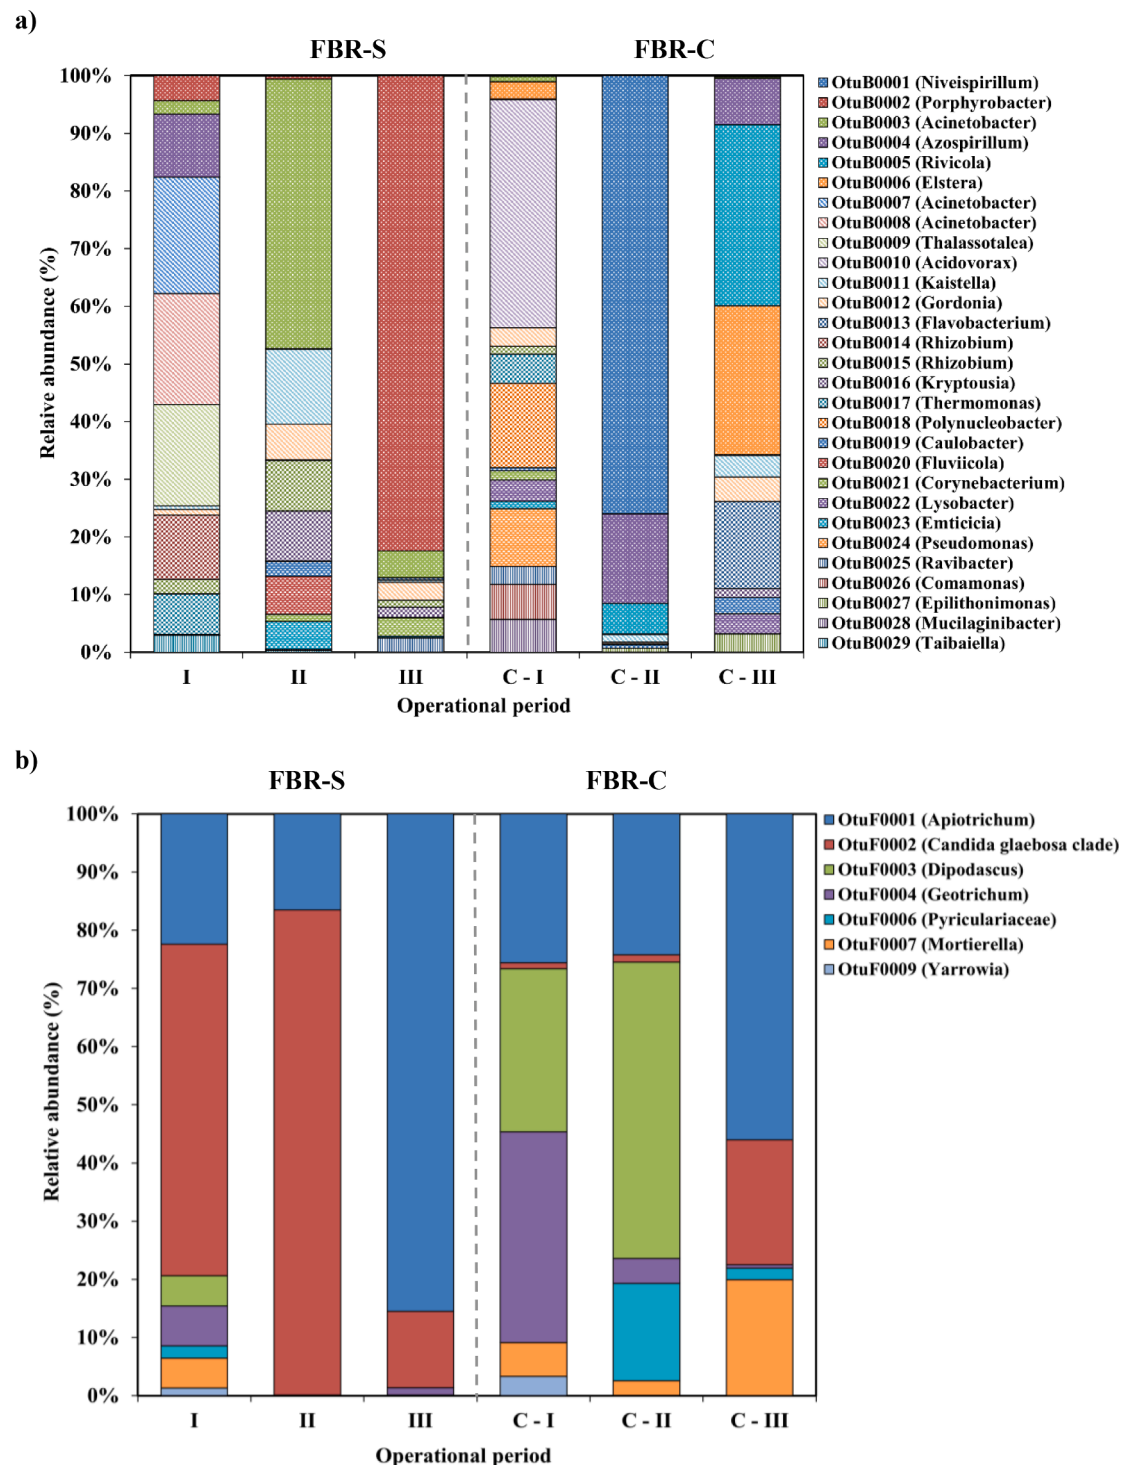 a)
FBR-S
FBR-C
100%
90%
80%
70%
60%
50%
40%
30%
20%
10%
0%
Relaive abundance (%)
I
II
III
C - I
C - II
C - III
Operational period
OtuB0001 (Niveispirillum)
OtuB0002 (Porphyrobacter)
OtuB0003 (Acinetobacter)
OtuB0004 (Azospirillum)
OtuB0005 (Rivicola)
OtuB0006 (Elstera)
OtuB0007 (Acinetobacter)
OtuB0008 (Acinetobacter)
OtuB0009 (Thalassotalea)
OtuB0010 (Acidovorax)
OtuB0011 (Kaistella)
OtuB0012 (Gordonia)
OtuB0013 (Flavobacterium)
OtuB0014 (Rhizobium)
OtuB0015 (Rhizobium)
OtuB0016 (Kryptousia)
OtuB0017 (Thermomonas)
OtuB0018 (Polynucleobacter)
OtuB0019 (Caulobacter)
OtuB0020 (Fluviicola)
OtuB0021 (Corynebacterium)
OtuB0022 (Lysobacter)
OtuB0023 (Emticicia)
OtuB0024 (Pseudomonas)
OtuB0025 (Ravibacter)
OtuB0026 (Comamonas)
OtuB0027 (Epilithonimonas)
OtuB0028 (Mucilaginibacter)
OtuB0029 (Taibaiella)
b)
FBR-S
FBR-C
100%
90%
80%
70%
60%
50%
40%
30%
20%
10%
0%
Relative abundance (%)
I
II
III
C - I
C - II
C - III
Operational period
OtuF0001 (Apiotrichum)
OtuF0002 (Candida glaebosa clade)
OtuF0003 (Dipodascus)
OtuF0004 (Geotrichum)
OtuF0006 (Pyriculariaceae)
OtuF0007 (Mortierella)
OtuF0009 (Yarrowia)